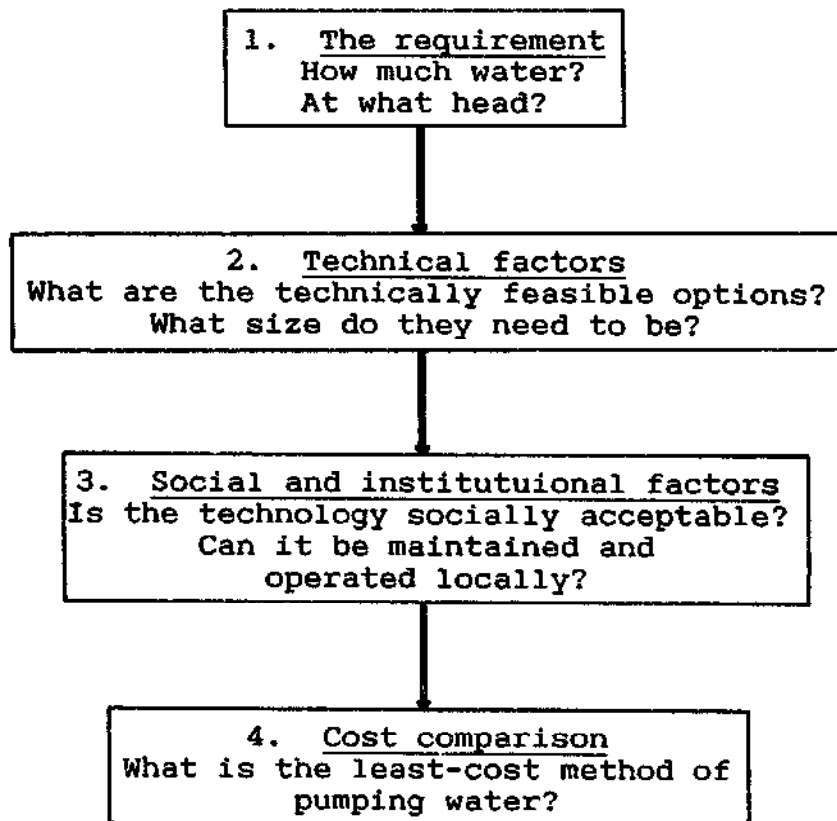 1. The requirement
How much water?
At what head?
2. Technical factors
What are the technically feasible options?
What size do they need to be?
3. Social and institutuional factors
Is the technology socially acceptable?
Can it be maintained and
operated locally?
4. Cost comparison
What is the least-cost method of
pumping water?